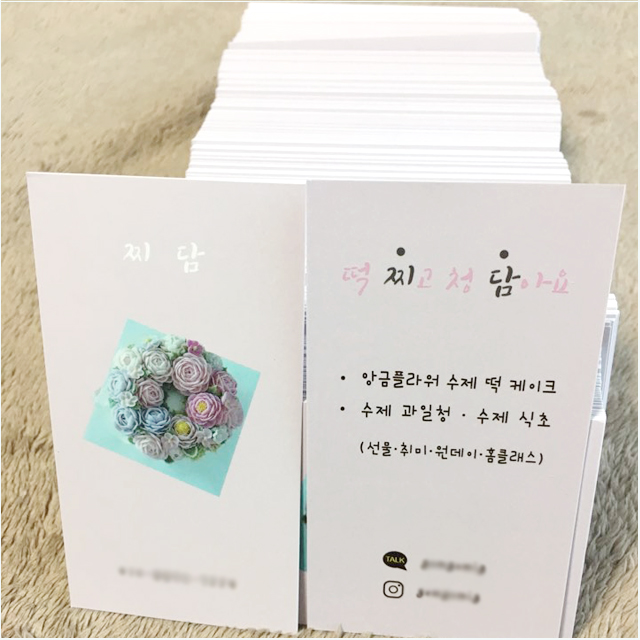 찌 담
떡 찌고 청 담아요
• 앙금플라워 수제 떡 케이크
• 수제 과일청 · 수제 식초
(선물·취미·원데이·홈클래스)
TALK